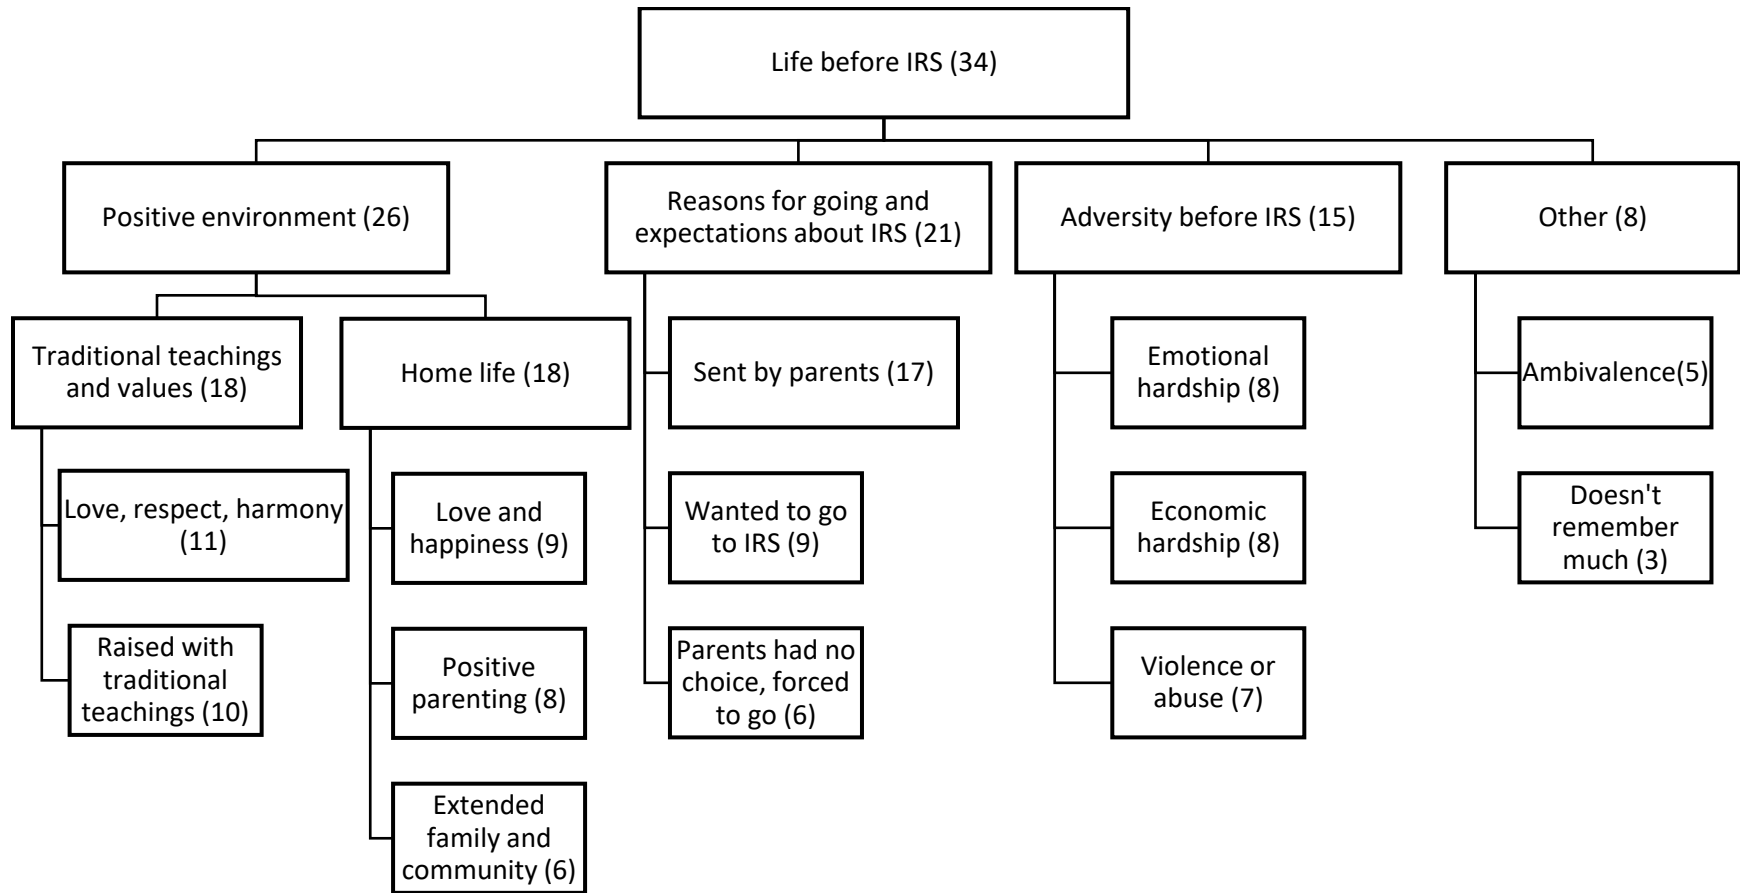 Life before IRS (34)
Positive environment (26)
Reasons for going and
expectations about IRS (21)
Adversity before IRS (15)
Other (8)
Traditional teachings
and values (18)
Home life (18)
Sent by parents (17)
Emotional
hardship (8)
Ambivalence(5)
Love, respect, harmony
(11)
Love and
happiness (9)
Wanted to go
to IRS (9)
Economic
hardship (8)
Doesn't
remember
much (3)
Raised with
traditional
teachings (10)
Positive
parenting (8)
Parents had no
choice, forced
to go (6)
Violence or
abuse (7)
Extended
family and
community (6)